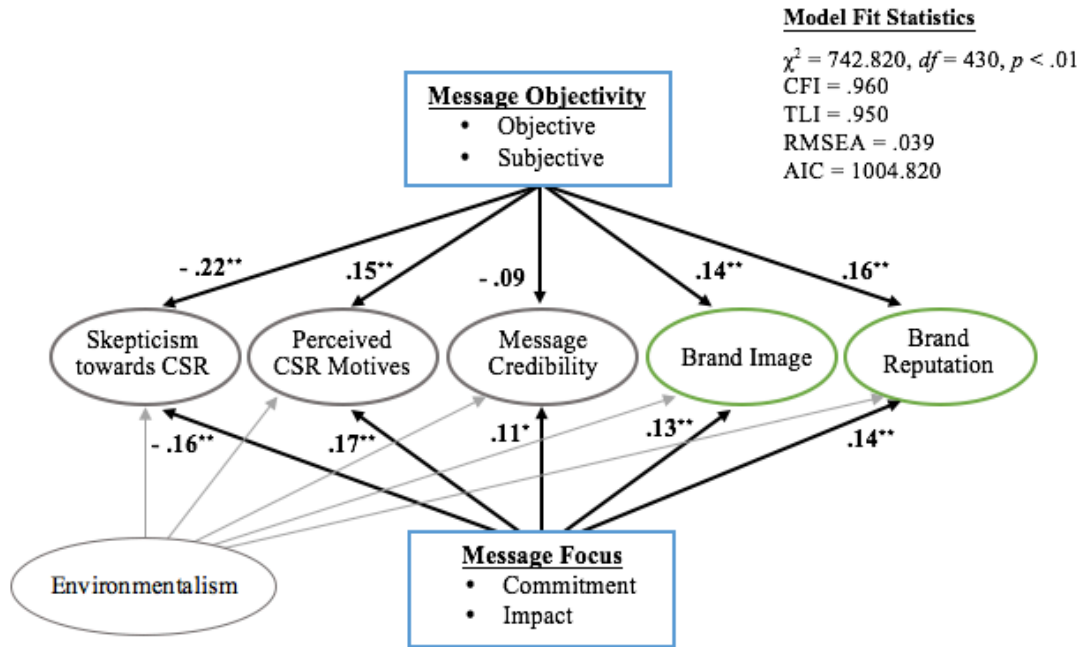 Model Fit Statistics
χ² = 742.820, df = 430, p < .01
CFI = .960
TLI = .950
RMSEA = .039
AIC = 1004.820
Message Objectivity
• Objective
• Subjective
- .22**
.15**
- .09
.14**
.16**
Skepticism
towards CSR
Perceived
CSR Motives
Message
Credibility
Brand Image
Brand
Reputation
- .16**
.17**
.11*
.13**
.14**
Environmentalism
Message Focus
• Commitment
• Impact